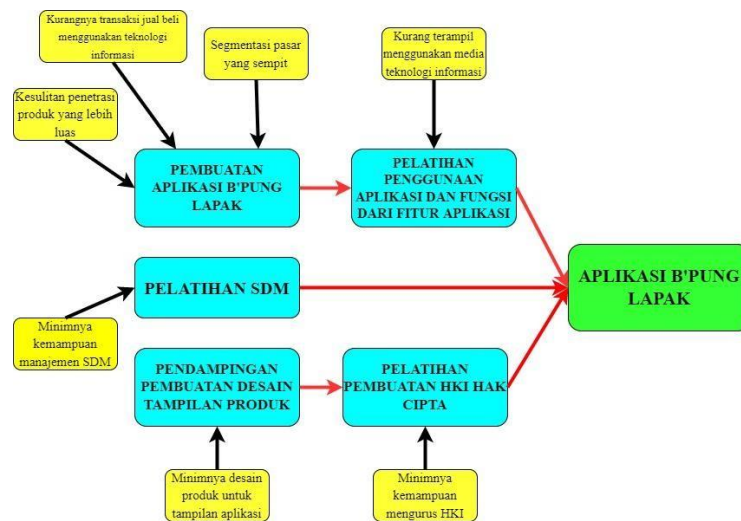 Kurangnya transaksi jual beli
menggunakan teknologi
informasi
Segmentasi pasar
yang sempit
Kurang terampil
menggunakan media
teknologi informasi
Kesulitan penetrasi
produk yang lebih
luas
PEMBUATAN
APLIKASI B'PUNG
LAPAK
PELATIHAN
PENGGUNAAN
APLIKASI DAN FUNGSI
DARI FITUR APLIKASI
PELATIHAN SDM
APLIKASI B'PUNG
LAPAK
Minimnya
kemampuan
manajemen SDM
PENDAMPINGAN
PEMBUATAN DESAIN
TAMPILAN PRODUK
PELATIHAN
PEMBUATAN HKI HAK
CIPTA
Minimnya desain
produk untuk
tampilan aplikasi
Minimnya
kemampuan
mengurus HKI